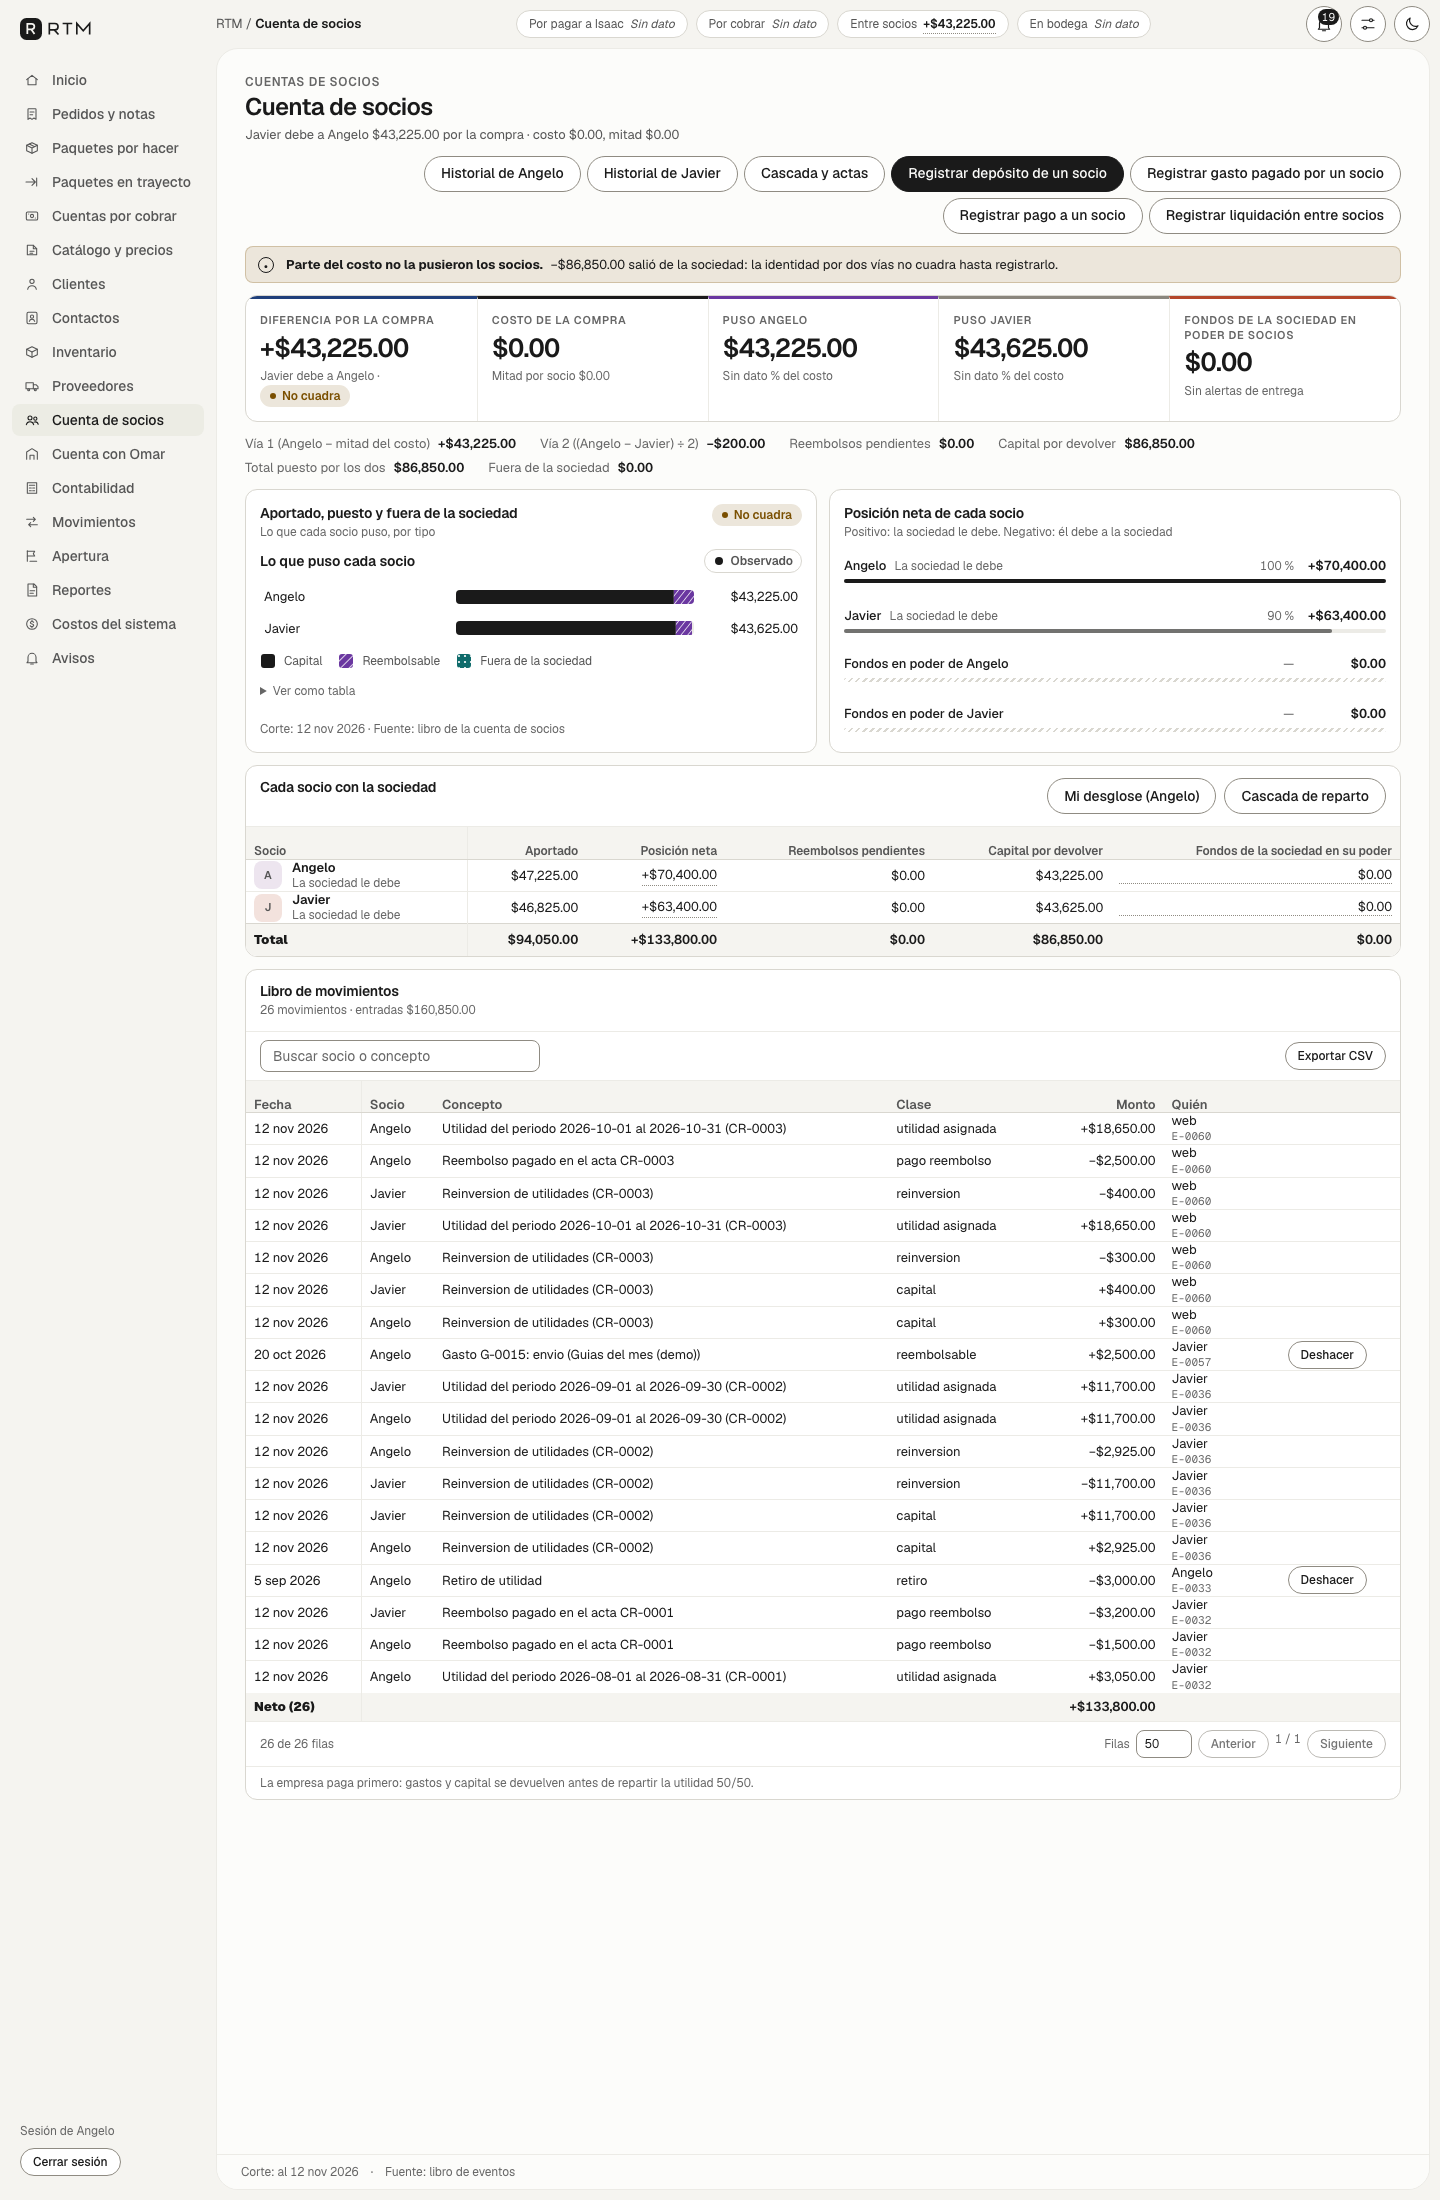 R RTM
RTM / Cuenta de socios
Por pagar a Isaac Sin dato
Por cobrar Sin dato
Entre socios +$43,225.00
En bodega Sin dato
19
Inicio
Pedidos y notas
Paquetes por hacer
Paquetes en trayecto
Cuentas por cobrar
Catálogo y precios
Clientes
Contactos
Inventario
Proveedores
Cuenta de socios
Cuenta con Omar
Contabilidad
Movimientos
Apertura
Reportes
Costos del sistema
Avisos
Sesión de Angelo
Cerrar sesión
CUENTAS DE SOCIOS
Cuenta de socios
Javier debe a Angelo $43,225.00 por la compra · costo $0.00, mitad $0.00
Historial de Angelo
Historial de Javier
Cascada y actas
Registrar depósito de un socio
Registrar gasto pagado por un socio
Registrar pago a un socio
Registrar liquidación entre socios
Parte del costo no la pusieron los socios. −$86,850.00 salió de la sociedad: la identidad por dos vías no cuadra hasta registrarlo.
DIFERENCIA POR LA COMPRA
+$43,225.00
Javier debe a Angelo ·
No cuadra
COSTO DE LA COMPRA
$0.00
Mitad por socio $0.00
PUSO ANGELO
$43,225.00
Sin dato % del costo
PUSO JAVIER
$43,625.00
Sin dato % del costo
FONDOS DE LA SOCIEDAD EN
PODER DE SOCIOS
$0.00
Sin alertas de entrega
Vía 1 (Angelo − mitad del costo) +$43,225.00 Vía 2 ((Angelo − Javier) ÷ 2) −$200.00 Reembolsos pendientes $0.00 Capital por devolver $86,850.00
Total puesto por los dos $86,850.00 Fuera de la sociedad $0.00
Aportado, puesto y fuera de la sociedad
No cuadra
Lo que cada socio puso, por tipo
Lo que puso cada socio
Observado
Angelo $43,225.00
Javier $43,625.00
Capital Reembolsable Fuera de la sociedad
Ver como tabla
Corte: 12 nov 2026 · Fuente: libro de la cuenta de socios
Posición neta de cada socio
Positivo: la sociedad le debe. Negativo: él debe a la sociedad
Angelo La sociedad le debe 100 % +$70,400.00
Javier La sociedad le debe 90 % +$63,400.00
Fondos en poder de Angelo — $0.00
Fondos en poder de Javier — $0.00
Cada socio con la sociedad
Mi desglose (Angelo)
Cascada de reparto
Socio Aportado Posición neta Reembolsos pendientes Capital por devolver Fondos de la sociedad en su poder
A Angelo La sociedad le debe $47,225.00 +$70,400.00 $0.00 $43,225.00 $0.00
J Javier La sociedad le debe $46,825.00 +$63,400.00 $0.00 $43,625.00 $0.00
Total $94,050.00 +$133,800.00 $0.00 $86,850.00 $0.00
Libro de movimientos
26 movimientos · entradas $160,850.00
Buscar socio o concepto
Exportar CSV
Fecha Socio Concepto Clase Monto Quién
12 nov 2026 Angelo Utilidad del periodo 2026-10-01 al 2026-10-31 (CR-0003) utilidad asignada +$18,650.00 web E-0060
12 nov 2026 Angelo Reembolso pagado en el acta CR-0003 pago reembolso −$2,500.00 web E-0060
12 nov 2026 Javier Reinversion de utilidades (CR-0003) reinversion −$400.00 web E-0060
12 nov 2026 Javier Utilidad del periodo 2026-10-01 al 2026-10-31 (CR-0003) utilidad asignada +$18,650.00 web E-0060
12 nov 2026 Angelo Reinversion de utilidades (CR-0003) reinversion −$300.00 web E-0060
12 nov 2026 Javier Reinversion de utilidades (CR-0003) capital +$400.00 web E-0060
12 nov 2026 Angelo Reinversion de utilidades (CR-0003) capital +$300.00 web E-0060
20 oct 2026 Angelo Gasto G-0015: envio (Guias del mes (demo)) reembolsable +$2,500.00 Javier E-0057 Deshacer
12 nov 2026 Javier Utilidad del periodo 2026-09-01 al 2026-09-30 (CR-0002) utilidad asignada +$11,700.00 Javier E-0036
12 nov 2026 Angelo Utilidad del periodo 2026-09-01 al 2026-09-30 (CR-0002) utilidad asignada +$11,700.00 Javier E-0036
12 nov 2026 Angelo Reinversion de utilidades (CR-0002) reinversion −$2,925.00 Javier E-0036
12 nov 2026 Javier Reinversion de utilidades (CR-0002) reinversion −$11,700.00 Javier E-0036
12 nov 2026 Javier Reinversion de utilidades (CR-0002) capital +$11,700.00 Javier E-0036
12 nov 2026 Angelo Reinversion de utilidades (CR-0002) capital +$2,925.00 Javier E-0036
5 sep 2026 Angelo Retiro de utilidad retiro −$3,000.00 Angelo E-0033 Deshacer
12 nov 2026 Javier Reembolso pagado en el acta CR-0001 pago reembolso −$3,200.00 Javier E-0032
12 nov 2026 Angelo Reembolso pagado en el acta CR-0001 pago reembolso −$1,500.00 Javier E-0032
12 nov 2026 Angelo Utilidad del periodo 2026-08-01 al 2026-08-31 (CR-0001) utilidad asignada +$3,050.00 Javier E-0032
Neto (26) +$133,800.00
26 de 26 filas
Filas 50 Anterior 1 / 1 Siguiente
La empresa paga primero: gastos y capital se devuelven antes de repartir la utilidad 50/50.
Corte: al 12 nov 2026 · Fuente: libro de eventos